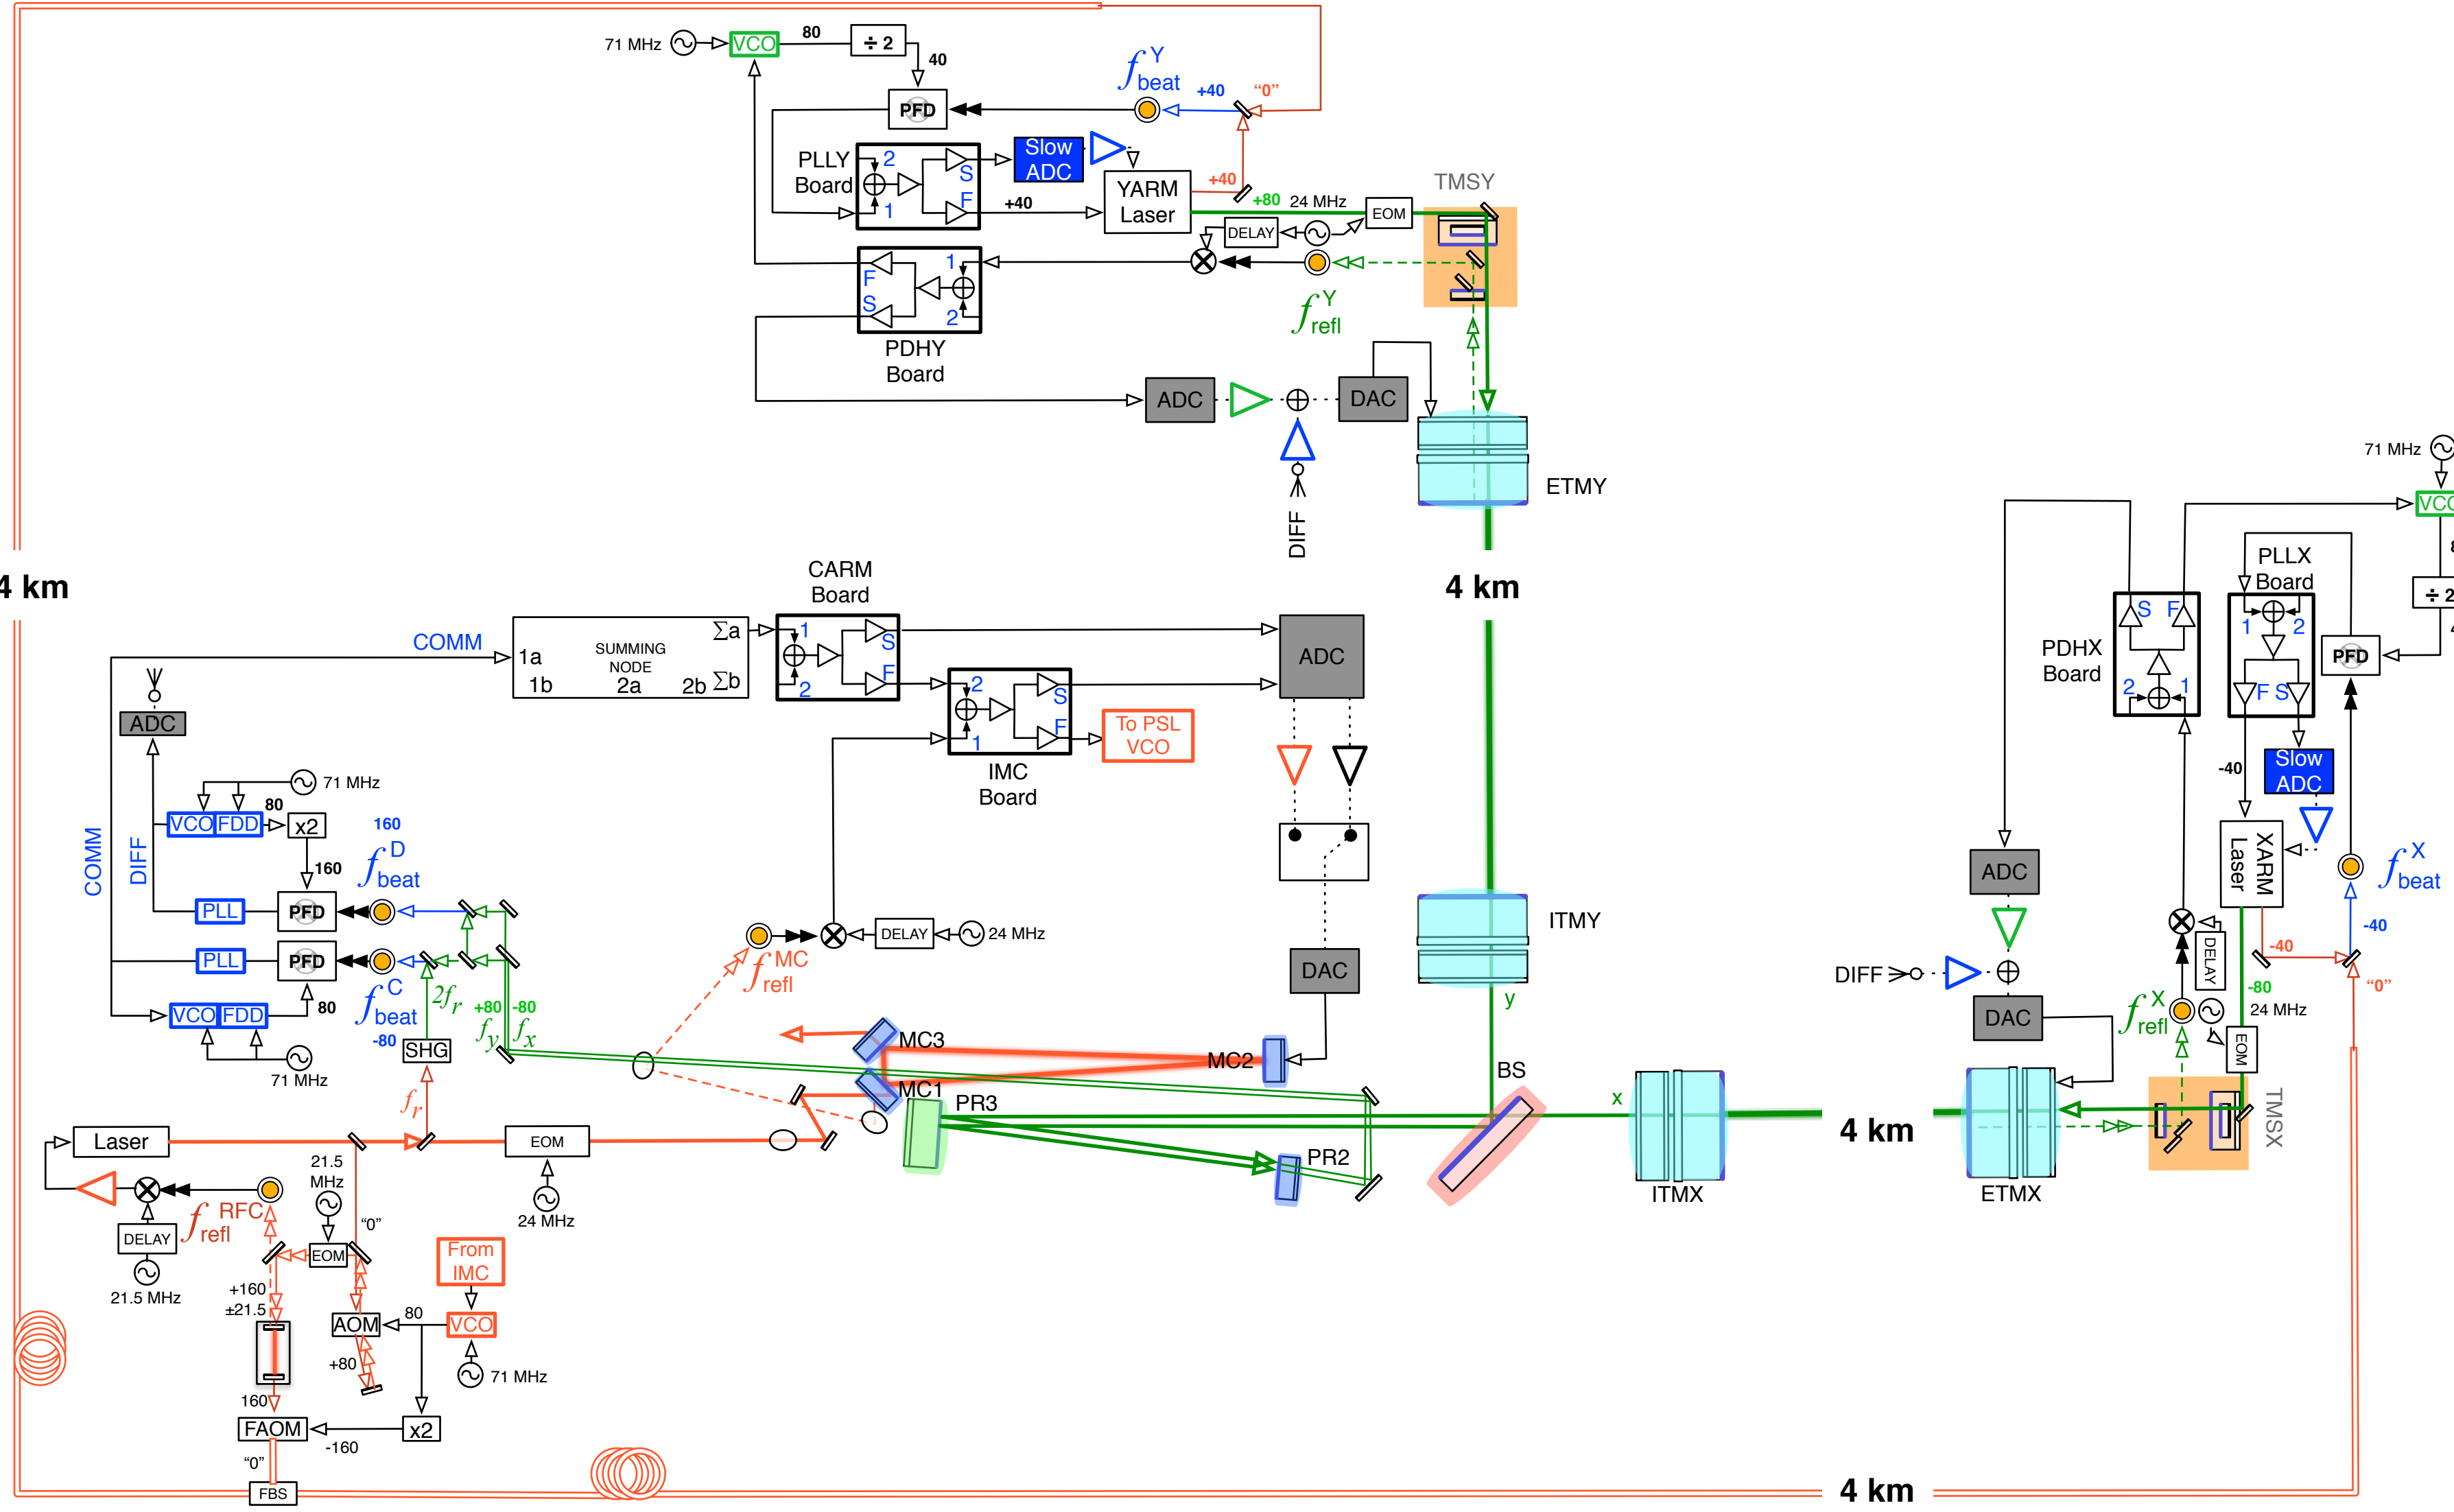 71 MHz
VCO
80
÷ 2
40
PFD
f Y beat
+40
"0"
PLLY
Board
2
S
F
1
Slow
ADC
YARM
Laser
+40
+40
+80
24 MHz
EOM
DELAY
TMSY
F
S
1
2
PDHY
Board
f Y refl
ADC
DAC
DIFF
ETMY
4 km
4 km
71 MHz
VCO
÷ 2
PLLX
Board
1
2
F
S
PFD
PDHX
Board
S
F
2
1
-40
Slow
ADC
XARM
Laser
f X beat
-40
-40
"0"
-80
24 MHz
EOM
DELAY
f X refl
ADC
DIFF
DAC
ETMX
TMSX
4 km
CARM
Board
COMM
1a
1b
SUMMING
NODE
2a
2b
Σa
Σb
1
2
S
F
2
1
S
F
IMC
Board
To PSL
VCO
ADC
ADC
COMM
DIFF
71 MHz
VCO
FDD
80
x2
160
160
f D beat
PLL
PFD
PLL
PFD
VCO
FDD
80
f C beat
-80
71 MHz
2fr
+80
-80
fy
fx
SHG
fr
DELAY
24 MHz
f MC refl
DAC
ITMY
y
MC3
MC2
MC1
PR3
PR2
BS
x
ITMX
Laser
EOM
24 MHz
21.5
MHz
"0"
f RFC refl
DELAY
21.5 MHz
EOM
+160
±21.5
From
IMC
AOM
80
VCO
+80
71 MHz
160
FAOM
-160
x2
"0"
FBS
4 km